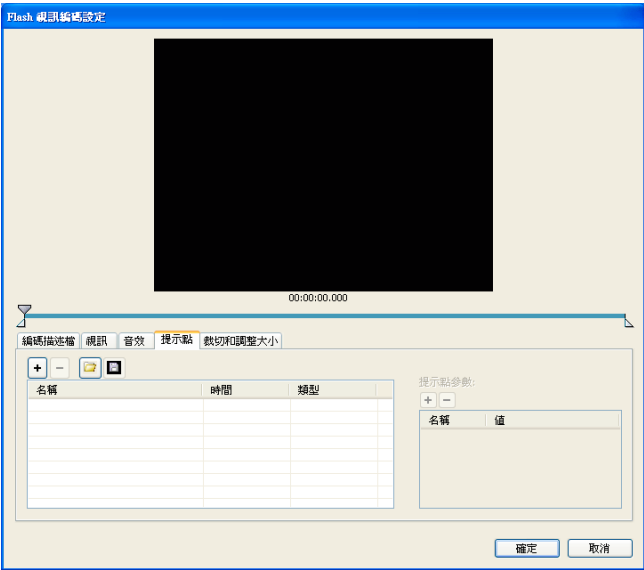 Flash 視訊編碼設定
00:00:00.000
編碼描述檔 視訊 音效 提示點 裁切和調整大小
名稱 時間 類型
提示點參數:
名稱 值
確定 取消